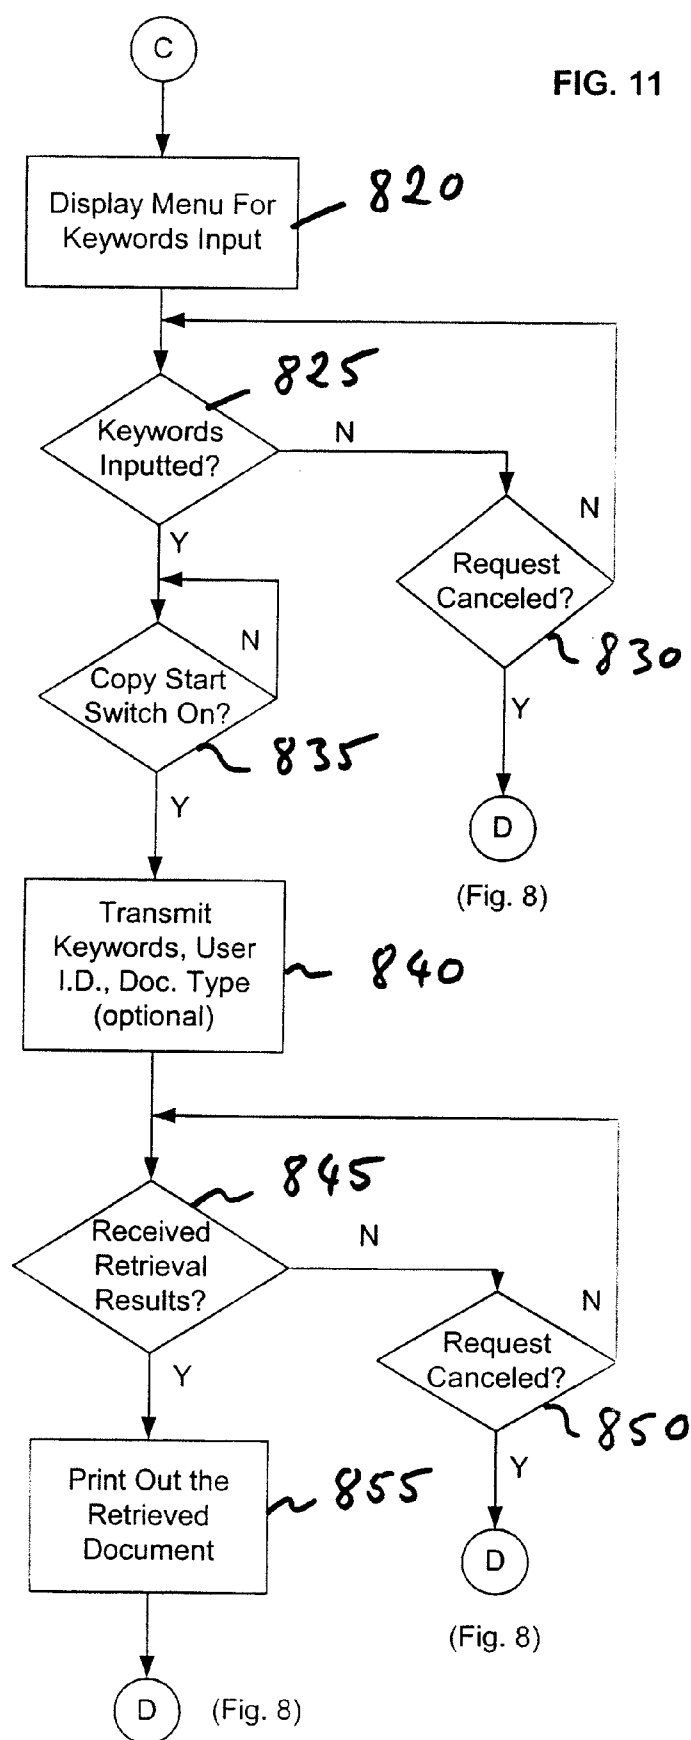 C
FIG. 11
Display Menu For
Keywords Input
820
825
Keywords
Inputted?
N
N
Y
Request
Canceled?
830
N
Copy Start
Switch On?
835
Y
Y
D
(Fig. 8)
Transmit
Keywords, User
I.D., Doc. Type
(optional)
840
845
Received
Retrieval
Results?
N
N
Request
Canceled?
850
Y
Y
Print Out the
Retrieved
Document
855
D
(Fig. 8)
D
(Fig. 8)